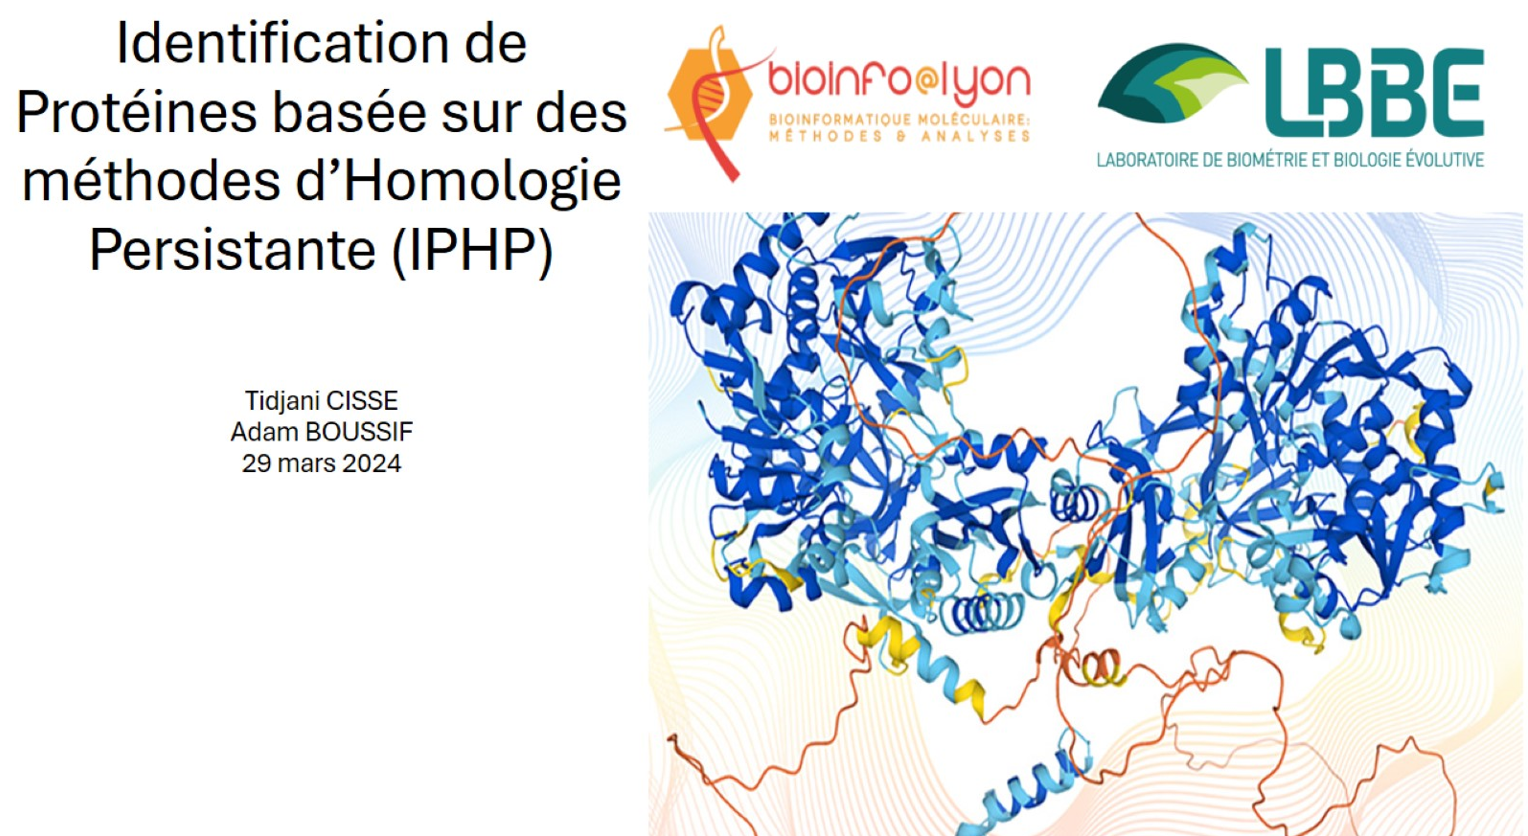 Identification de
Protéines basée sur des
méthodes d’Homologie
Persistante (IPHP)
Tidjani CISSE
Adam BOUSSIF
29 mars 2024
bioinfo@lyon
BIOINFORMATIQUE MOLÉCULAIRE:
MÉTHODES & ANALYSES
LBBE
LABORATOIRE DE BIOMÉTRIE ET BIOLOGIE ÉVOLUTIVE